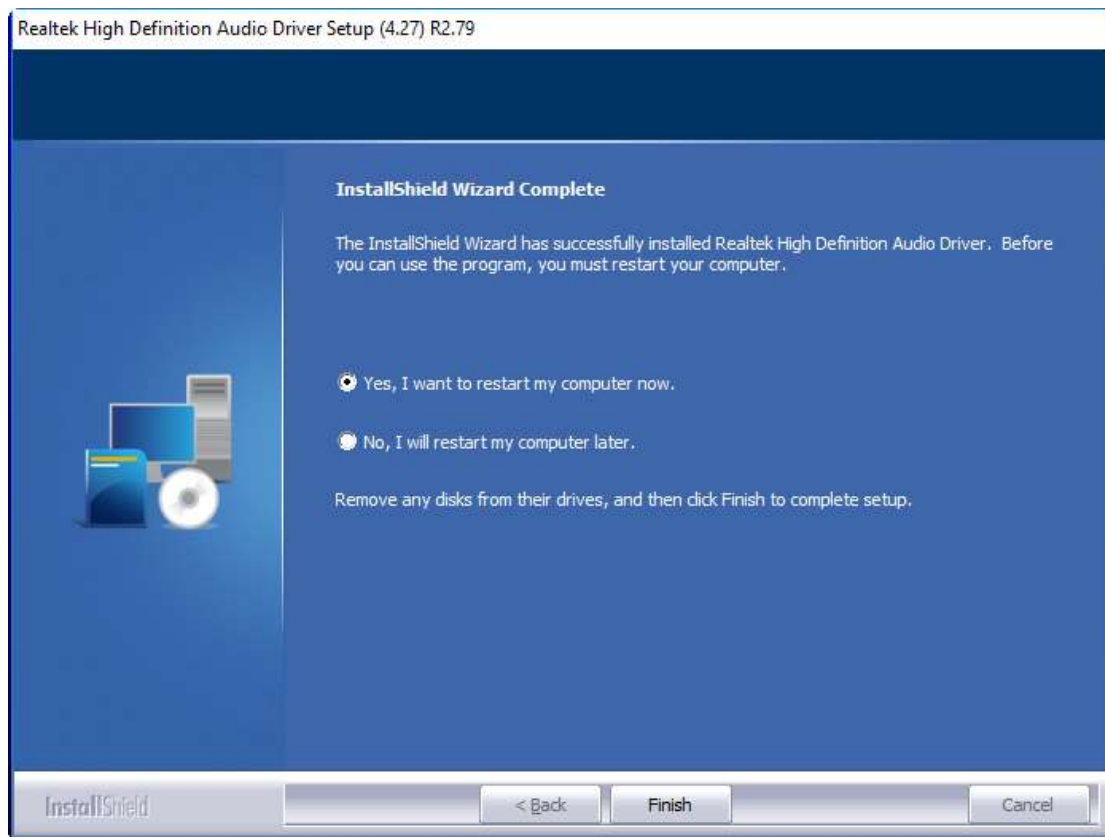 Realtek High Definition Audio Driver Setup (4.27) R2.79
InstallShield Wizard Complete
The InstallShield Wizard has successfully installed Realtek High Definition Audio Driver. Before
you can use the program, you must restart your computer.
Yes, I want to restart my computer now.
No, I will restart my computer later.
Remove any disks from their drives, and then click Finish to complete setup.
InstallShield
< Back
Finish
Cancel